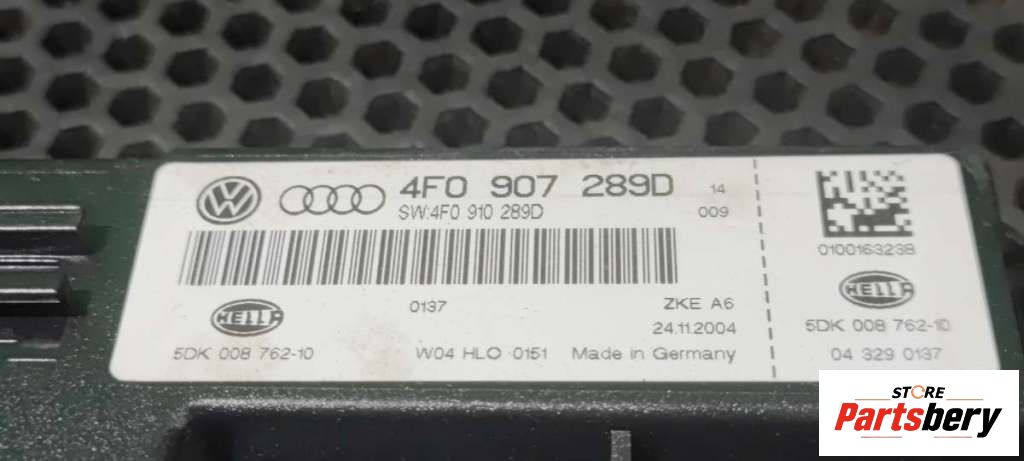 4F0 907 289D 14
SW:4F0 910 289D 009
0137 ZKE A6
24.11.2004
HELLA
5DK 008 762-10 W04 HLO 0151 Made in Germany
0100163238
HELLA
5DK 008 762-10
04 329 0137
STORE
Partsbery